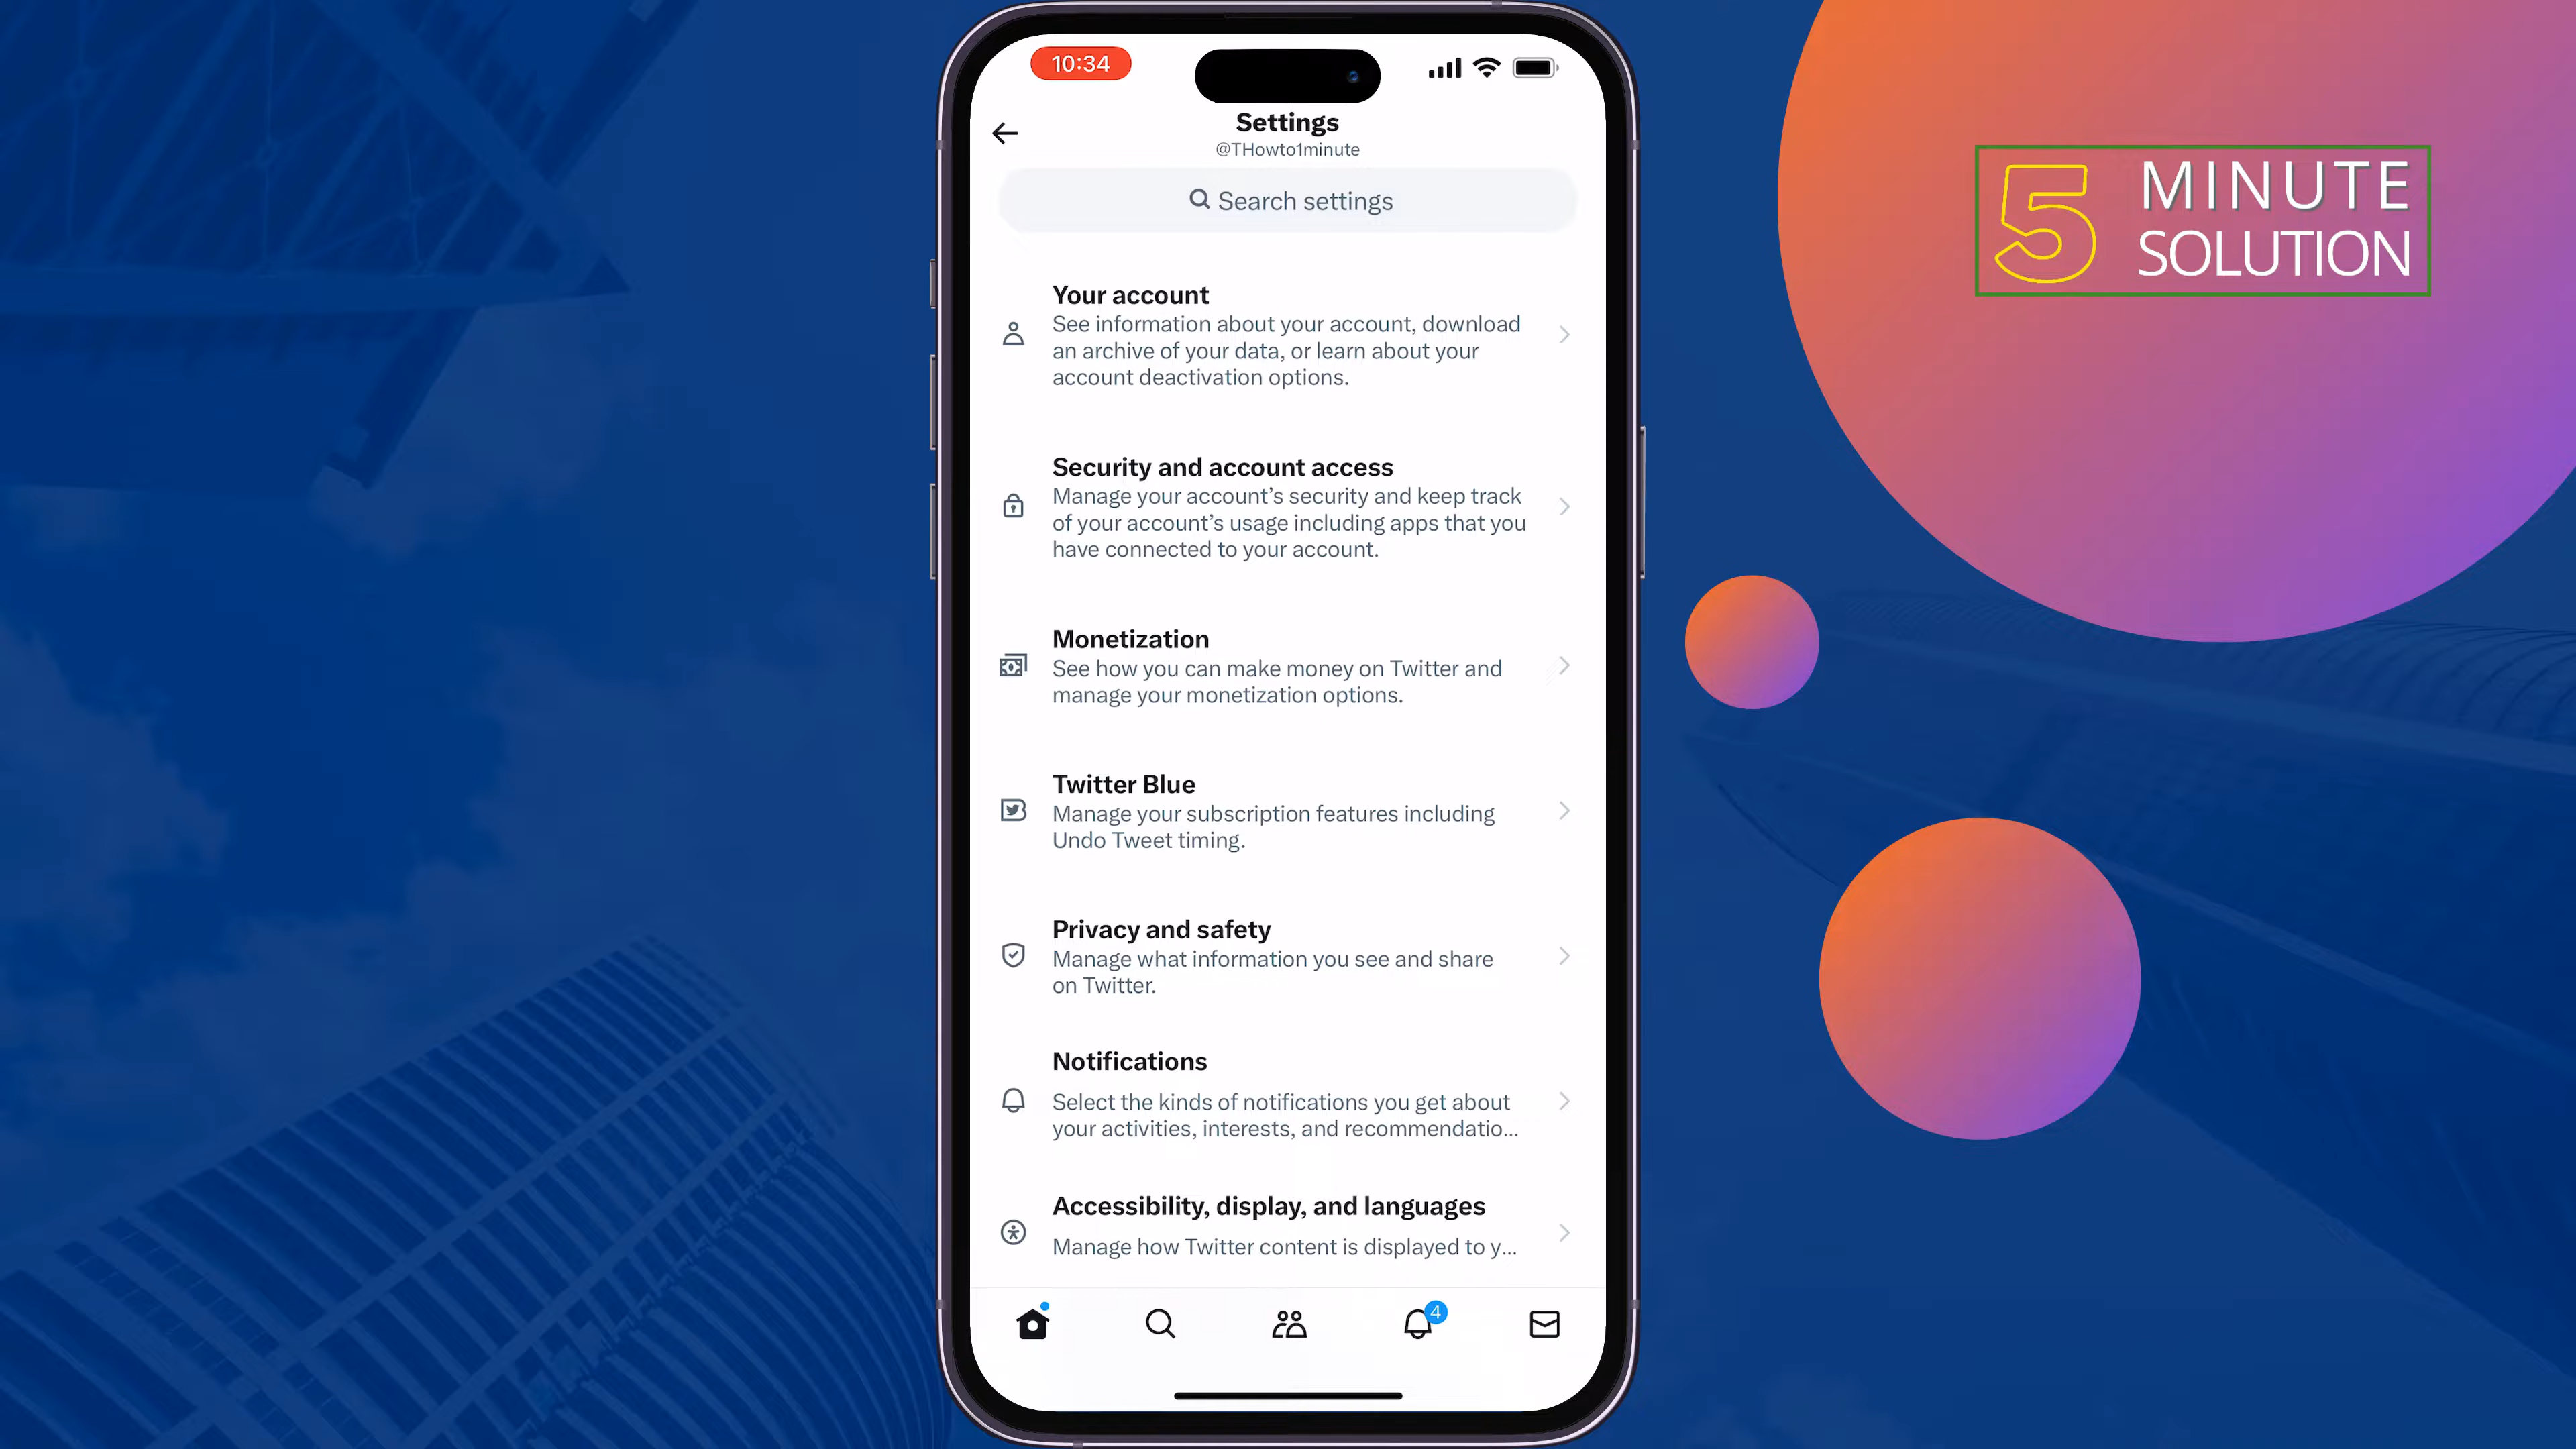 10:34
Settings
@THowto1minute
Search settings
Your account
See information about your account, download
an archive of your data, or learn about your
account deactivation options.
Security and account access
Manage your account’s security and keep track
of your account’s usage including apps that you
have connected to your account.
Monetization
See how you can make money on Twitter and
manage your monetization options.
Twitter Blue
Manage your subscription features including
Undo Tweet timing.
Privacy and safety
Manage what information you see and share
on Twitter.
Notifications
Select the kinds of notifications you get about
your activities, interests, and recommendatio...
Accessibility, display, and languages
Manage how Twitter content is displayed to y...
4
5 MINUTE
SOLUTION